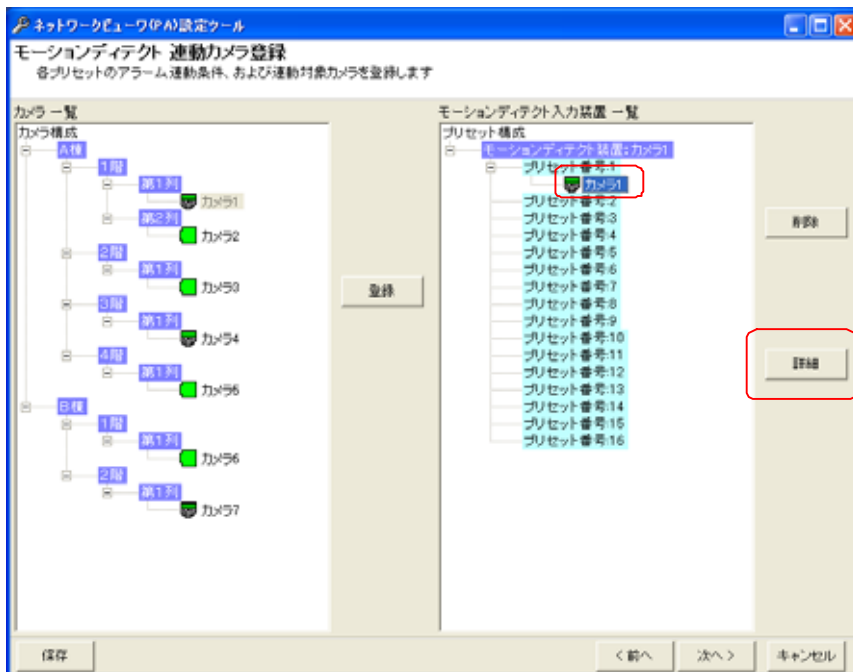 ネットワークビューワ(PA)設定ツール
モーションディテクト 連動カメラ登録
各プリセットのアラーム連動条件、および連動対象カメラを登録します
カメラ 一覧
カメラ構成
A棟
1階
第1列
カメラ1
第2列
カメラ2
2階
第1列
カメラ3
3階
第1列
カメラ4
4階
第1列
カメラ5
B棟
1階
第1列
カメラ6
2階
第1列
カメラ7
登録
モーションディテクト入力装置 一覧
プリセット構成
モーションディテクト装置:カメラ1
プリセット番号:1
カメラ1
プリセット番号:2
プリセット番号:3
プリセット番号:4
プリセット番号:5
プリセット番号:6
プリセット番号:7
プリセット番号:8
プリセット番号:9
プリセット番号:10
プリセット番号:11
プリセット番号:12
プリセット番号:13
プリセット番号:14
プリセット番号:15
プリセット番号:16
削除
詳細
保存
<前へ
次へ>
キャンセル